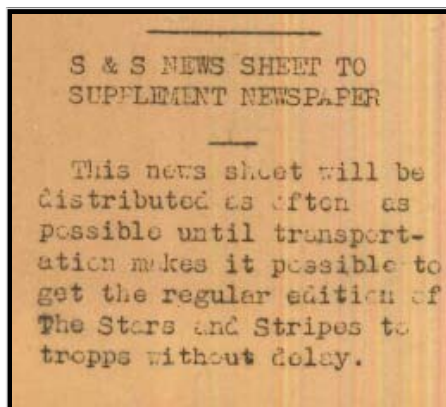 S & S NEWS SHEET TO
SUPPLEMENT NEWSPAPER
This news sheet will be
distributed as often as
possible until transport-
ation makes it possible to
get the regular edition of
The Stars and Stripes to
tropps without delay.